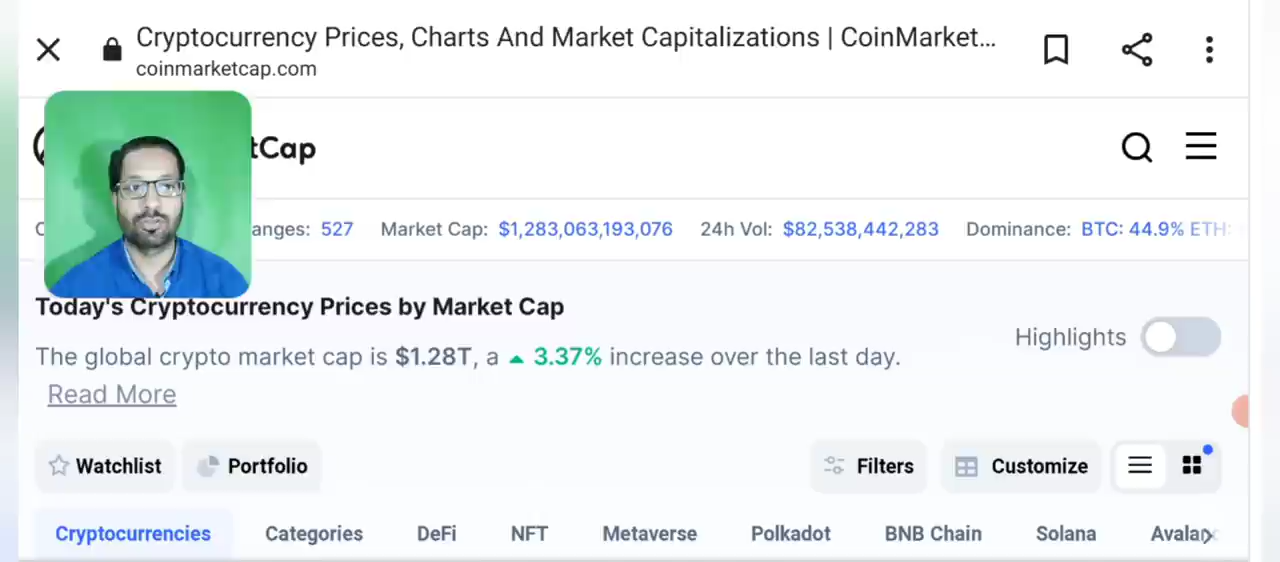 Cryptocurrency Prices, Charts And Market Capitalizations | CoinMarket...
coinmarketcap.com
tCap
anges: 527 Market Cap: $1,283,063,193,076 24h Vol: $82,538,442,283 Dominance: BTC: 44.9% ETH:
Today's Cryptocurrency Prices by Market Cap
The global crypto market cap is $1.28T, a ▲ 3.37% increase over the last day.
Read More
Highlights
Watchlist Portfolio Filters Customize
Cryptocurrencies Categories DeFi NFT Metaverse Polkadot BNB Chain Solana Avalan